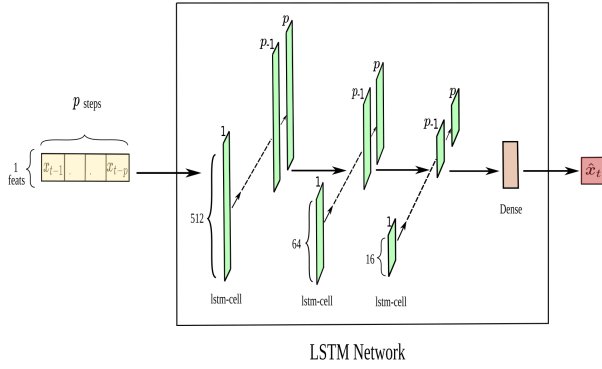 p steps
1
feats
x_{t-1} . . x_{t-p}
1
p-1
p
512
lstm-cell
1
p-1
p
64
lstm-cell
1
p-1
p
16
lstm-cell
Dense
x̂_t
LSTM Network